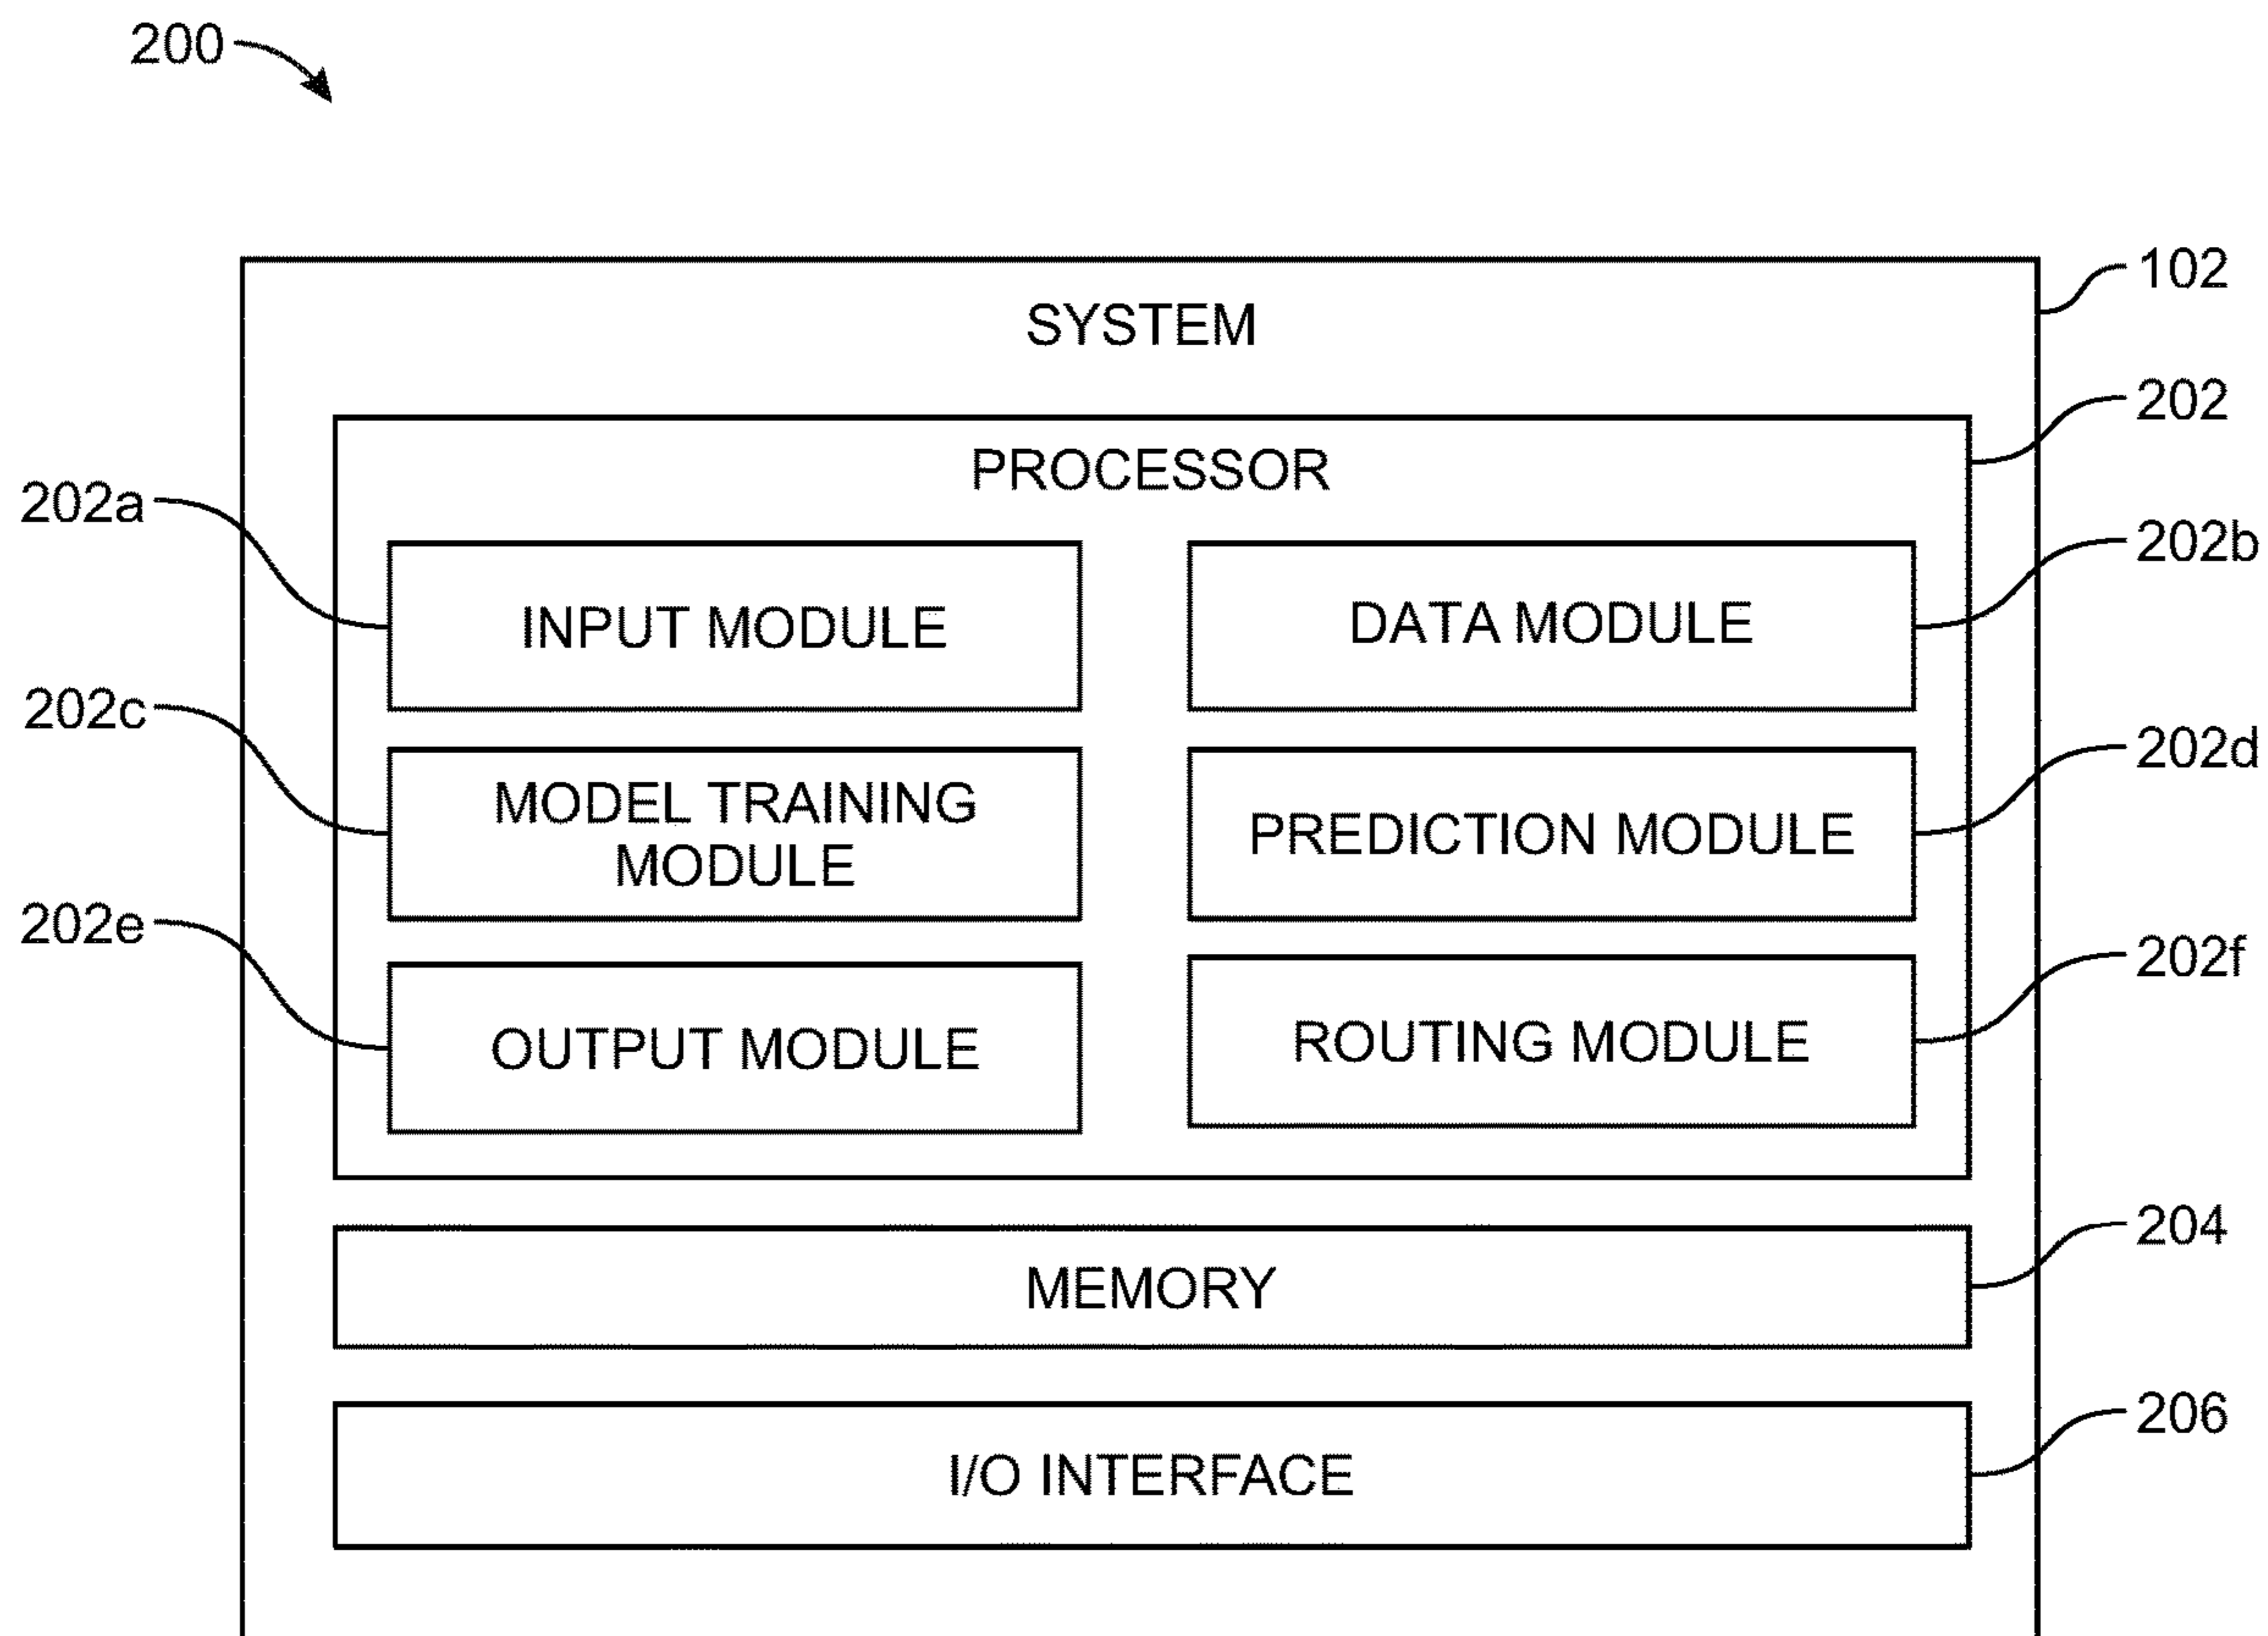 200
102
SYSTEM
202
PROCESSOR
202a
202b
INPUT MODULE
DATA MODULE
202c
202d
MODEL TRAINING
MODULE
PREDICTION MODULE
202e
202f
OUTPUT MODULE
ROUTING MODULE
204
MEMORY
206
I/O INTERFACE